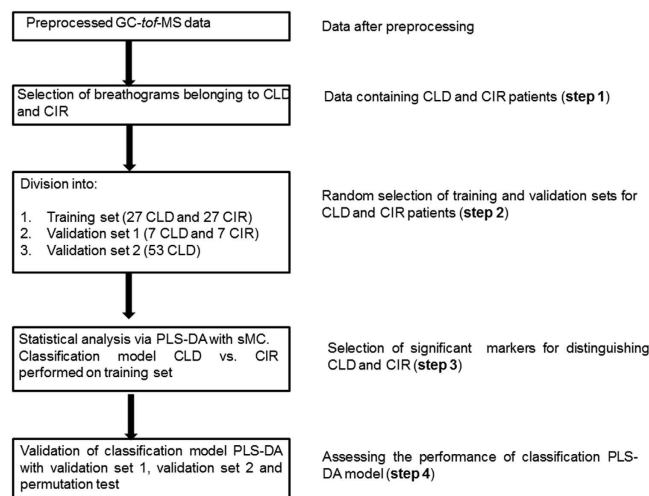 Preprocessed GC-tof-MS data
Data after preprocessing
Selection of breathograms belonging to CLD
and CIR
Data containing CLD and CIR patients (step 1)
Division into:
1. Training set (27 CLD and 27 CIR)
2. Validation set 1 (7 CLD and 7 CIR)
3. Validation set 2 (53 CLD)
Random selection of training and validation sets for
CLD and CIR patients (step 2)
Statistical analysis via PLS-DA with sMC.
Classification model CLD vs. CIR
performed on training set
Selection of significant markers for distinguishing
CLD and CIR (step 3)
Validation of classification model PLS-DA
with validation set 1, validation set 2 and
permutation test
Assessing the performance of classification PLS-
DA model (step 4)